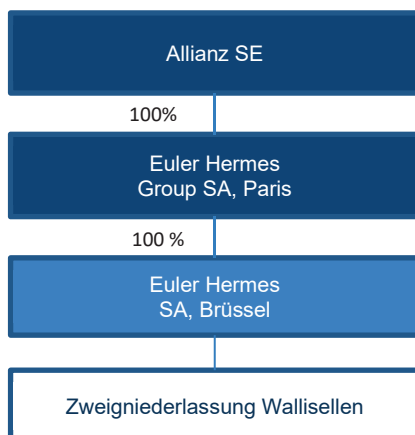 Allianz SE
100%
Euler Hermes
Group SA, Paris
100 %
Euler Hermes
SA, Brüssel
Zweigniederlassung Wallisellen